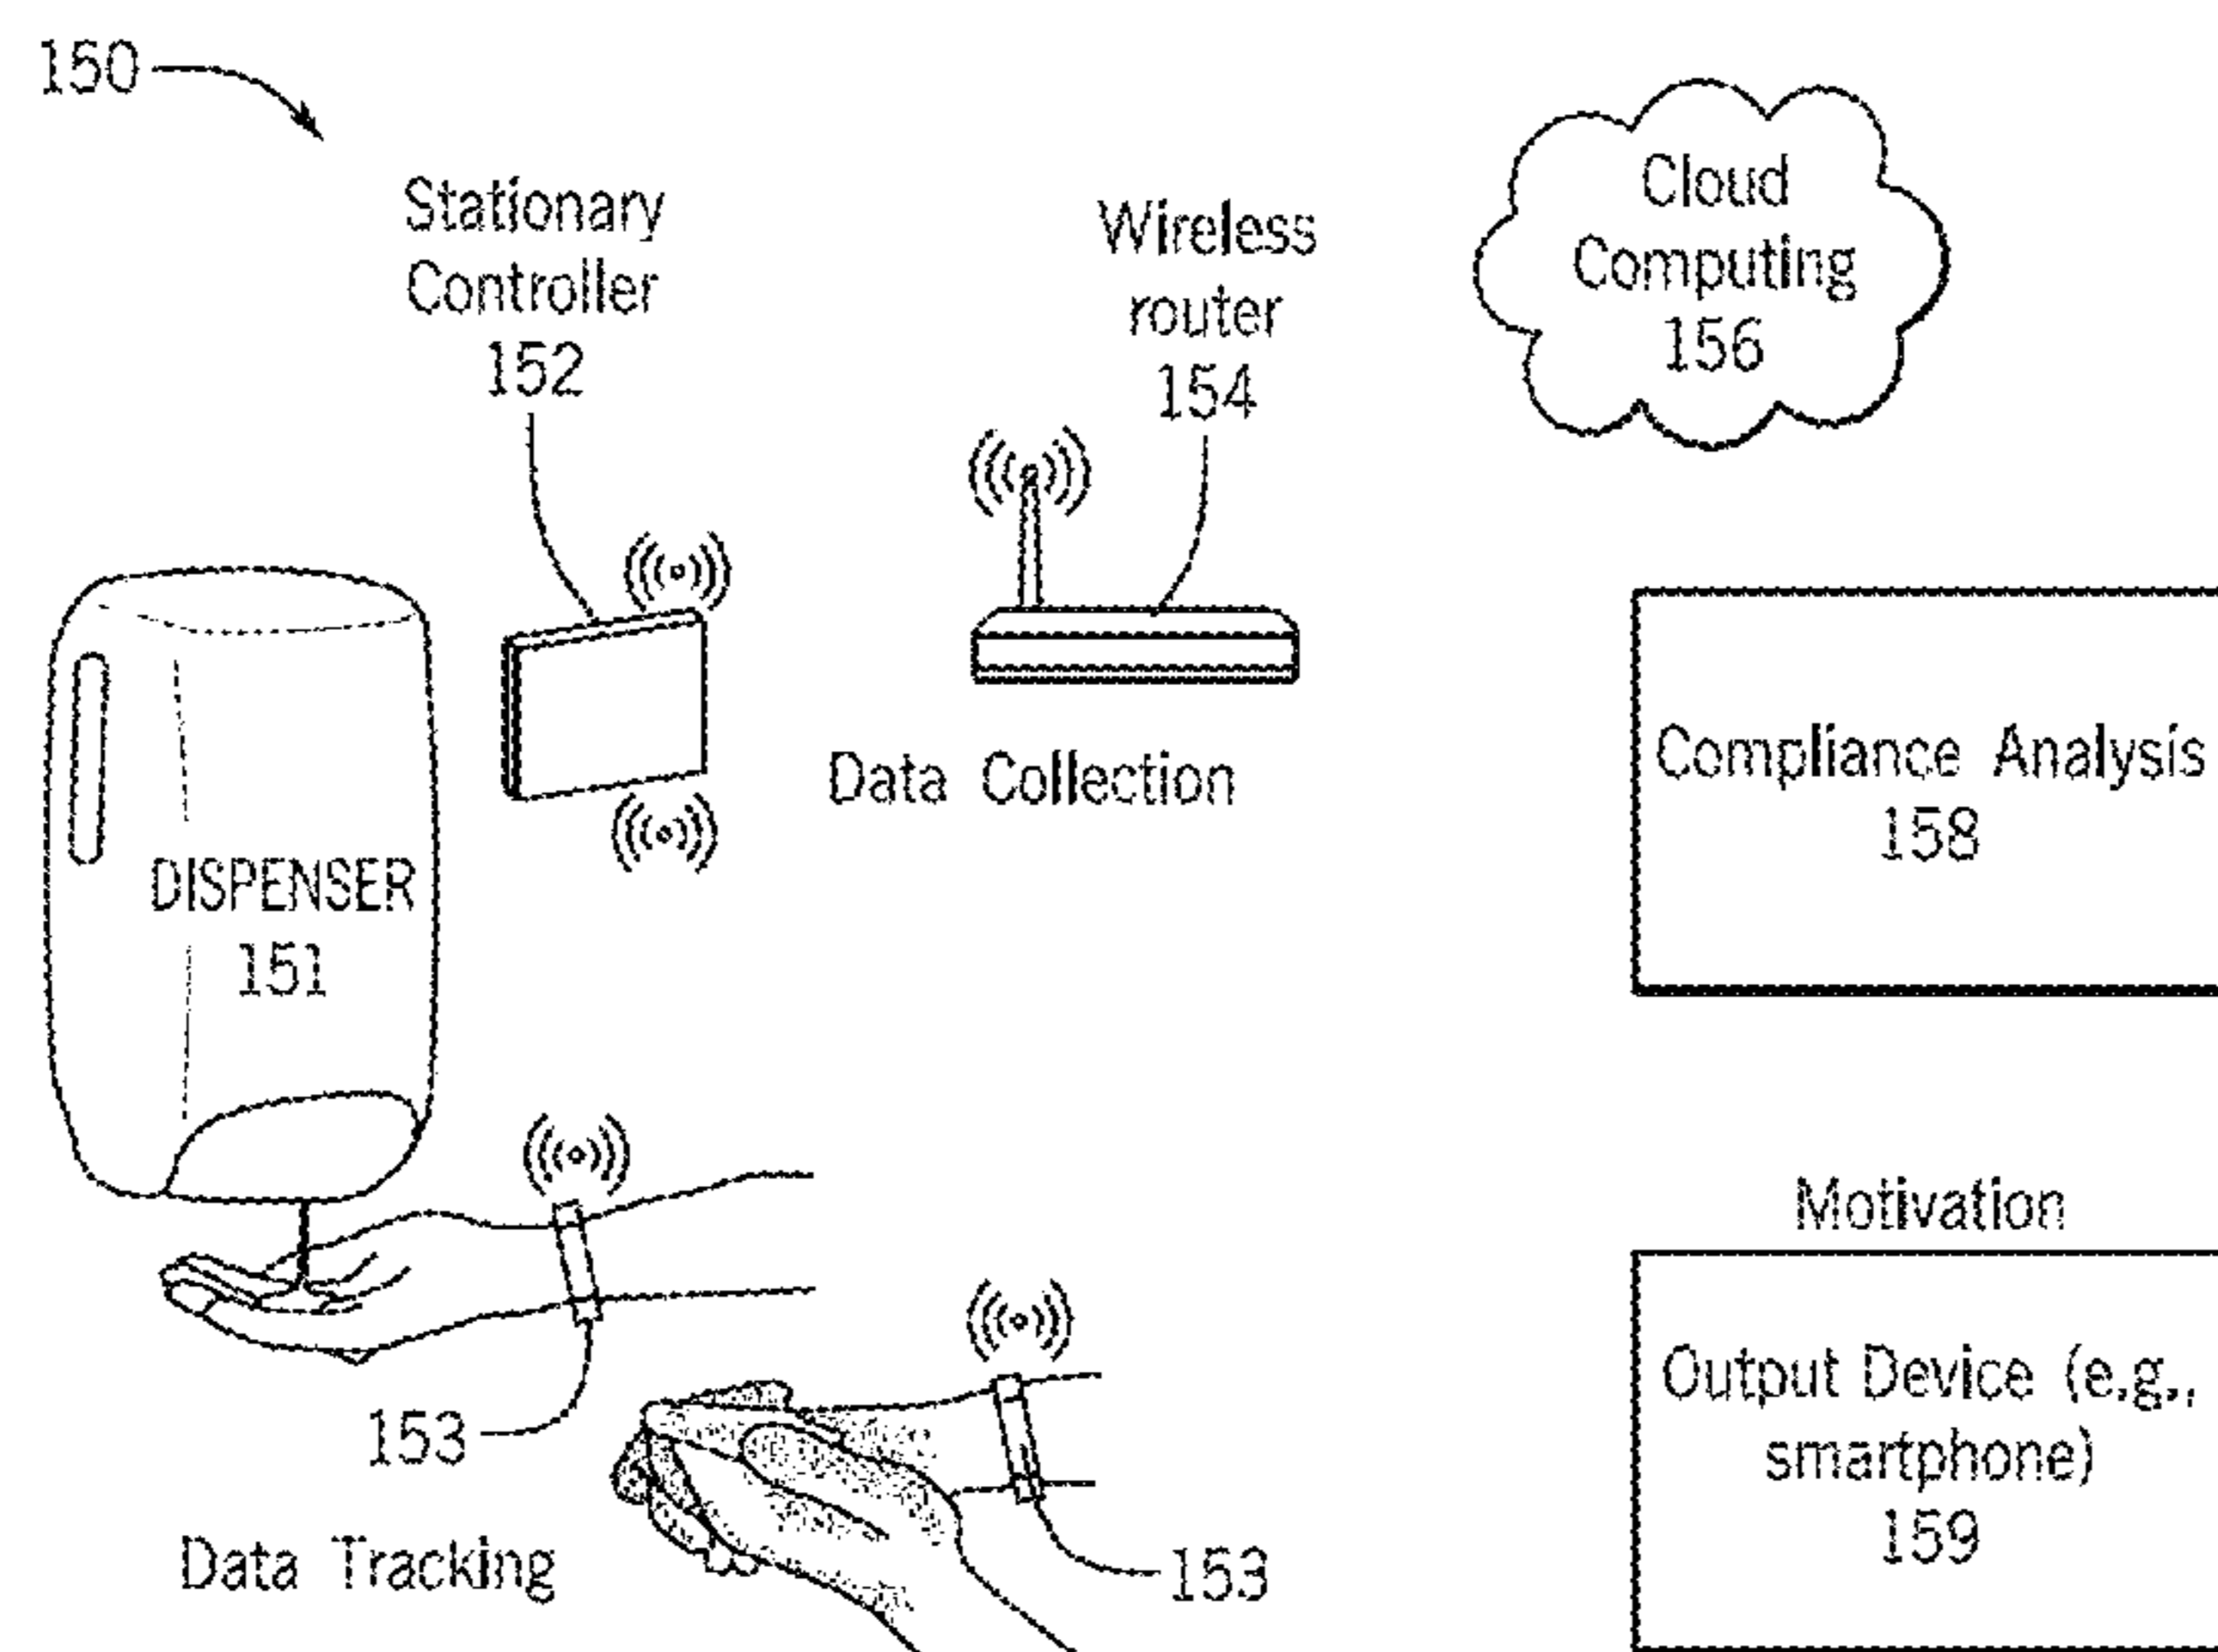 150
Stationary
Controller
152
Wireless
router
154
Cloud
Computing
156
DISPENSER
151
Data Collection
Compliance Analysis
158
153
Data Tracking
153
Motivation
Output Device (e.g.,
smartphone)
159